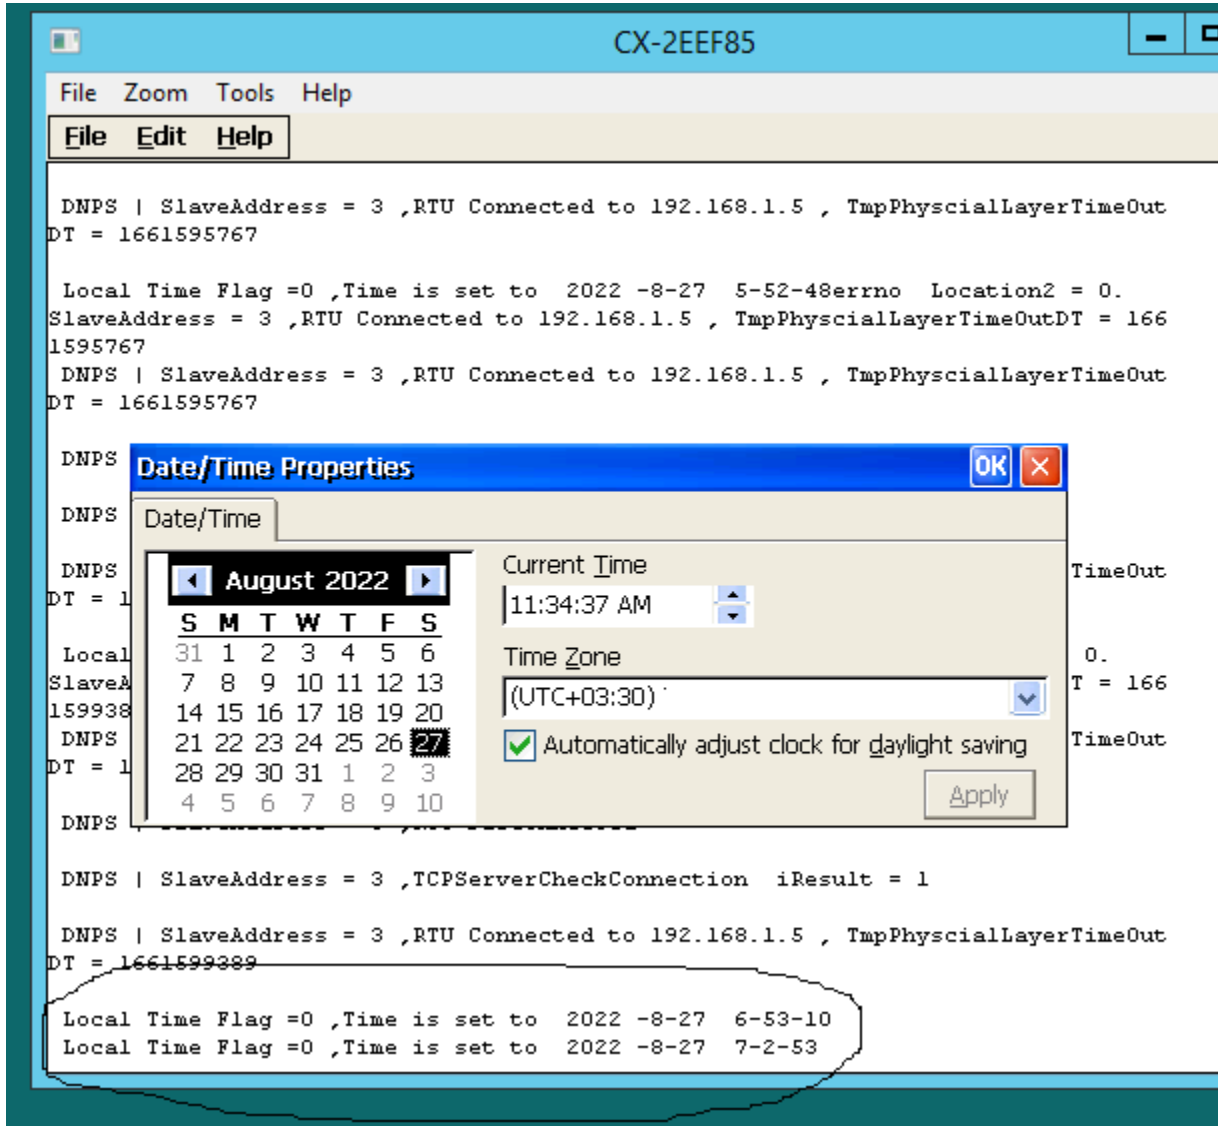 CX-2EEF85
File Zoom Tools Help
File Edit Help
DNPS | SlaveAddress = 3 ,RTU Connected to 192.168.1.5 , TmpPhyscialLayerTimeOut
DT = 1661595767
Local Time Flag =0 ,Time is set to 2022 -8-27 5-52-48errno Location2 = 0.
SlaveAddress = 3 ,RTU Connected to 192.168.1.5 , TmpPhyscialLayerTimeOutDT = 166
1595767
DNPS | SlaveAddress = 3 ,RTU Connected to 192.168.1.5 , TmpPhyscialLayerTimeOut
DT = 1661595767
DNPS
DNPS
DNPS TimeOut
DT = 1
Local 0.
SlaveA T = 166
159938
DNPS TimeOut
DT = 1
DNPS
Date/Time Properties OK
Date/Time
August 2022
S M T W T F S
31 1 2 3 4 5 6
7 8 9 10 11 12 13
14 15 16 17 18 19 20
21 22 23 24 25 26 27
28 29 30 31 1 2 3
4 5 6 7 8 9 10
Current Time
11:34:37 AM
Time Zone
(UTC+03:30)
Automatically adjust clock for daylight saving
Apply
DNPS | SlaveAddress = 3 ,TCPServerCheckConnection iResult = 1
DNPS | SlaveAddress = 3 ,RTU Connected to 192.168.1.5 , TmpPhyscialLayerTimeOut
DT = 1661599389
Local Time Flag =0 ,Time is set to 2022 -8-27 6-53-10
Local Time Flag =0 ,Time is set to 2022 -8-27 7-2-53